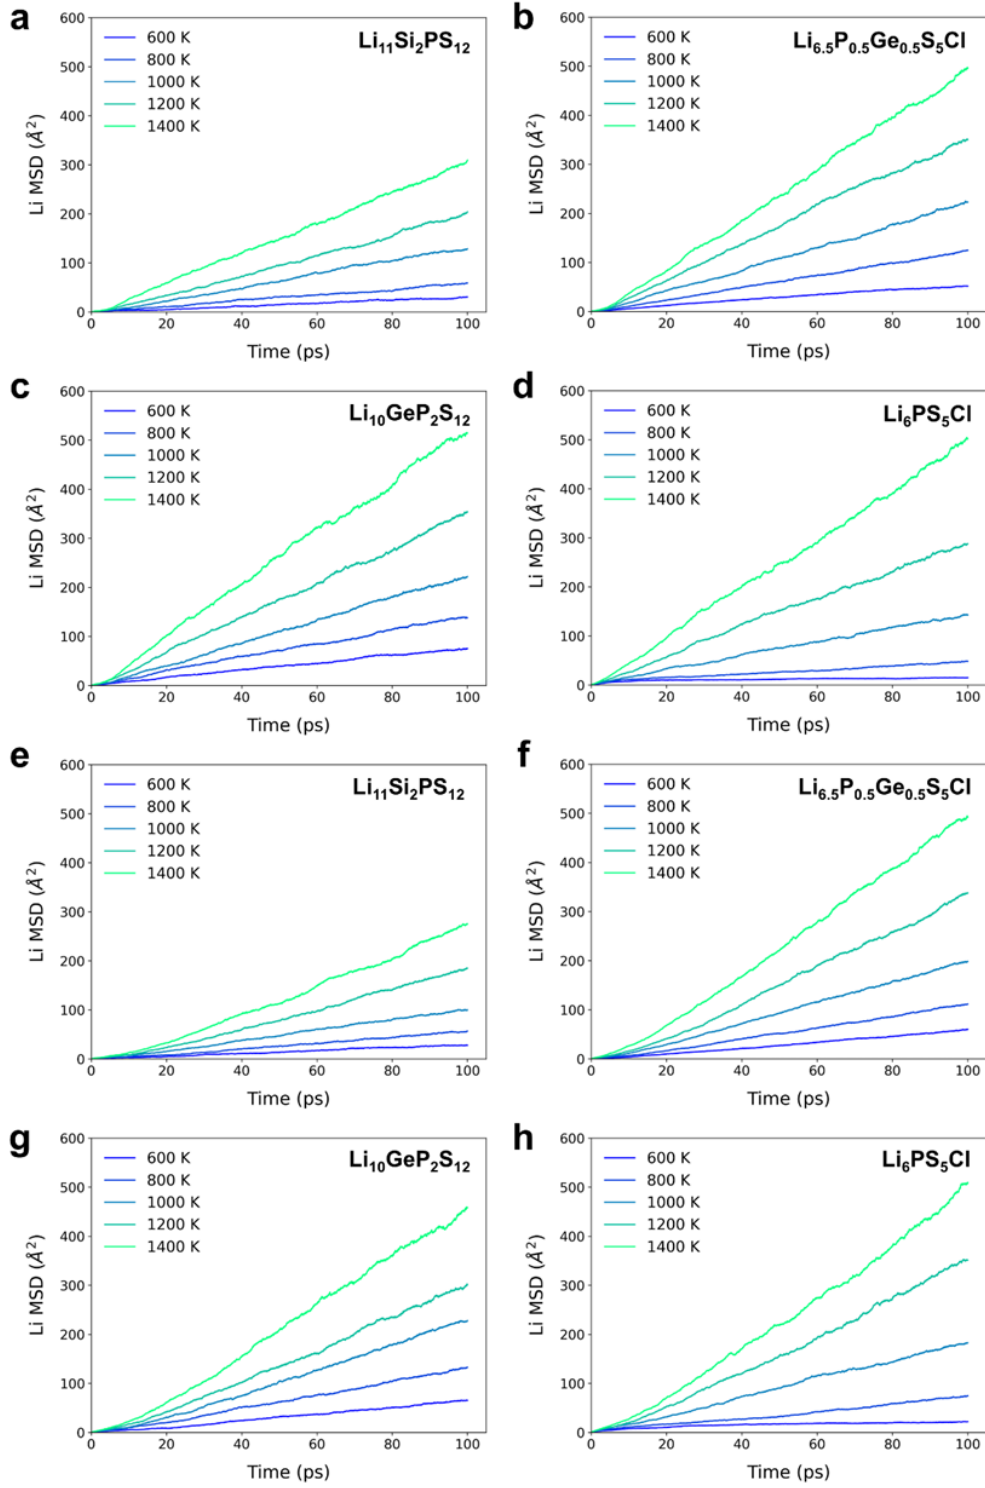 a
600
500
400
300
200
100
0
Li MSD (Å²)
600 K
800 K
1000 K
1200 K
1400 K
Li₁₁Si₂PS₁₂
0 20 40 60 80 100
Time (ps)
b
600
500
400
300
200
100
0
Li MSD (Å²)
600 K
800 K
1000 K
1200 K
1400 K
Li₆.₅P₀.₅Ge₀.₅S₅Cl
0 20 40 60 80 100
Time (ps)
c
600
500
400
300
200
100
0
Li MSD (Å²)
600 K
800 K
1000 K
1200 K
1400 K
Li₁₀GeP₂S₁₂
0 20 40 60 80 100
Time (ps)
d
600
500
400
300
200
100
0
Li MSD (Å²)
600 K
800 K
1000 K
1200 K
1400 K
Li₆PS₅Cl
0 20 40 60 80 100
Time (ps)
e
600
500
400
300
200
100
0
Li MSD (Å²)
600 K
800 K
1000 K
1200 K
1400 K
Li₁₁Si₂PS₁₂
0 20 40 60 80 100
Time (ps)
f
600
500
400
300
200
100
0
Li MSD (Å²)
600 K
800 K
1000 K
1200 K
1400 K
Li₆.₅P₀.₅Ge₀.₅S₅Cl
0 20 40 60 80 100
Time (ps)
g
600
500
400
300
200
100
0
Li MSD (Å²)
600 K
800 K
1000 K
1200 K
1400 K
Li₁₀GeP₂S₁₂
0 20 40 60 80 100
Time (ps)
h
600
500
400
300
200
100
0
Li MSD (Å²)
600 K
800 K
1000 K
1200 K
1400 K
Li₆PS₅Cl
0 20 40 60 80 100
Time (ps)